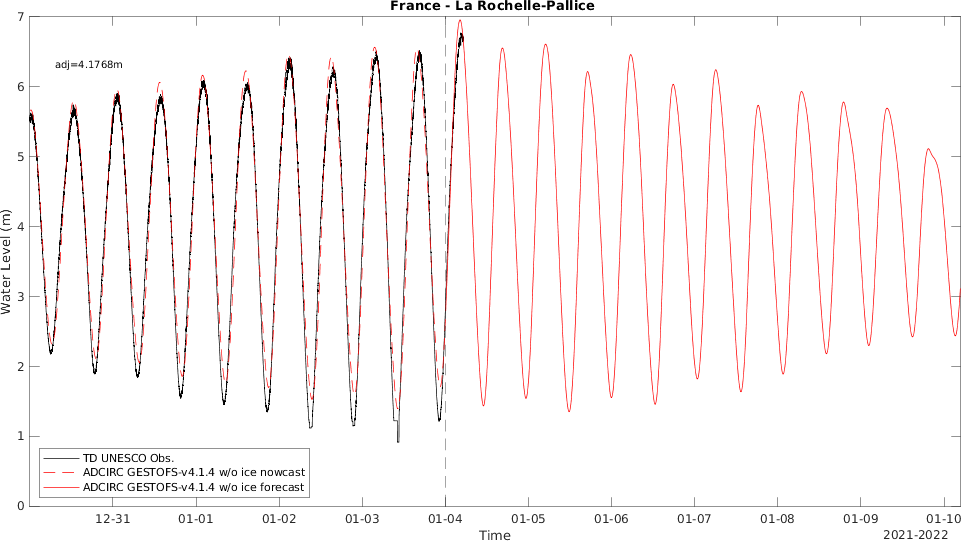 France - La Rochelle-Pallice
adj=4.1768m
7
6
5
4
3
2
1
0
Water Level (m)
TD UNESCO Obs.
ADCIRC GESTOFS-v4.1.4 w/o ice nowcast
ADCIRC GESTOFS-v4.1.4 w/o ice forecast
12-31 01-01 01-02 01-03 01-04 01-05 01-06 01-07 01-08 01-09 01-10
Time
2021-2022